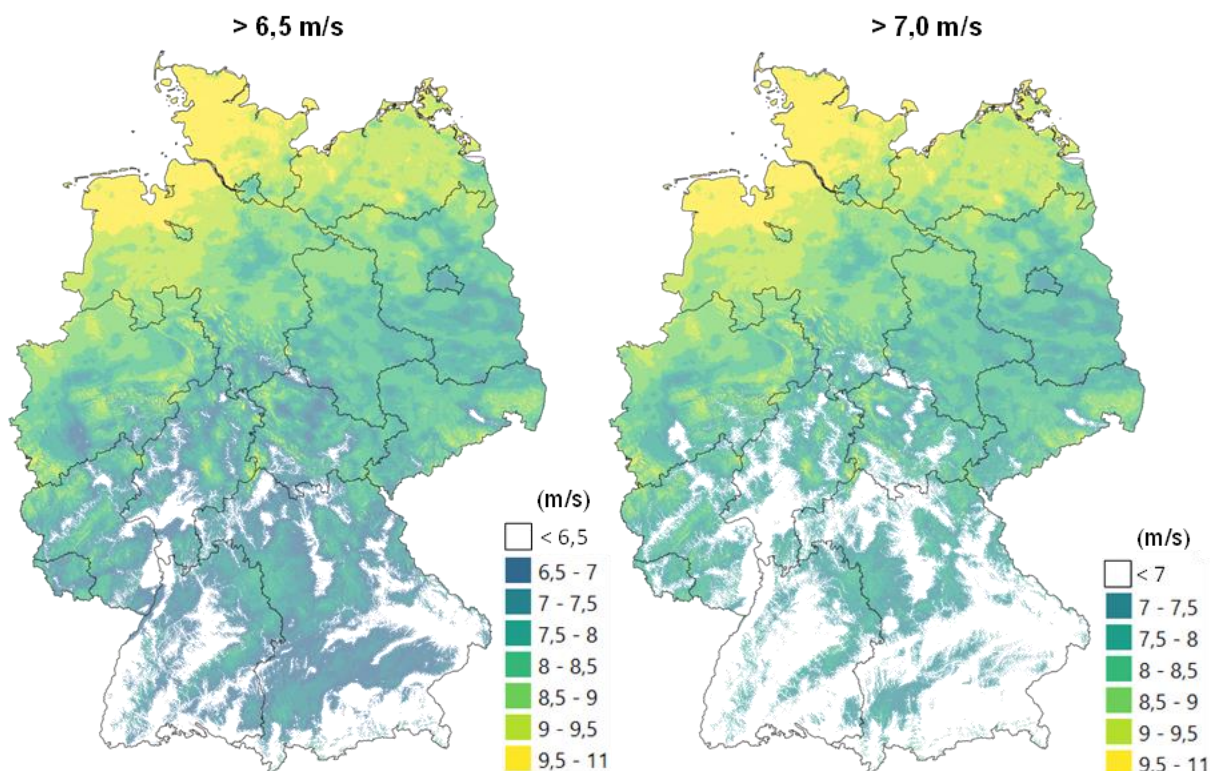 > 6,5 m/s
> 7,0 m/s
(m/s)
< 6,5
6,5 - 7
7 - 7,5
7,5 - 8
8 - 8,5
8,5 - 9
9 - 9,5
9,5 - 11
(m/s)
< 7
7 - 7,5
7,5 - 8
8 - 8,5
8,5 - 9
9 - 9,5
9,5 - 11